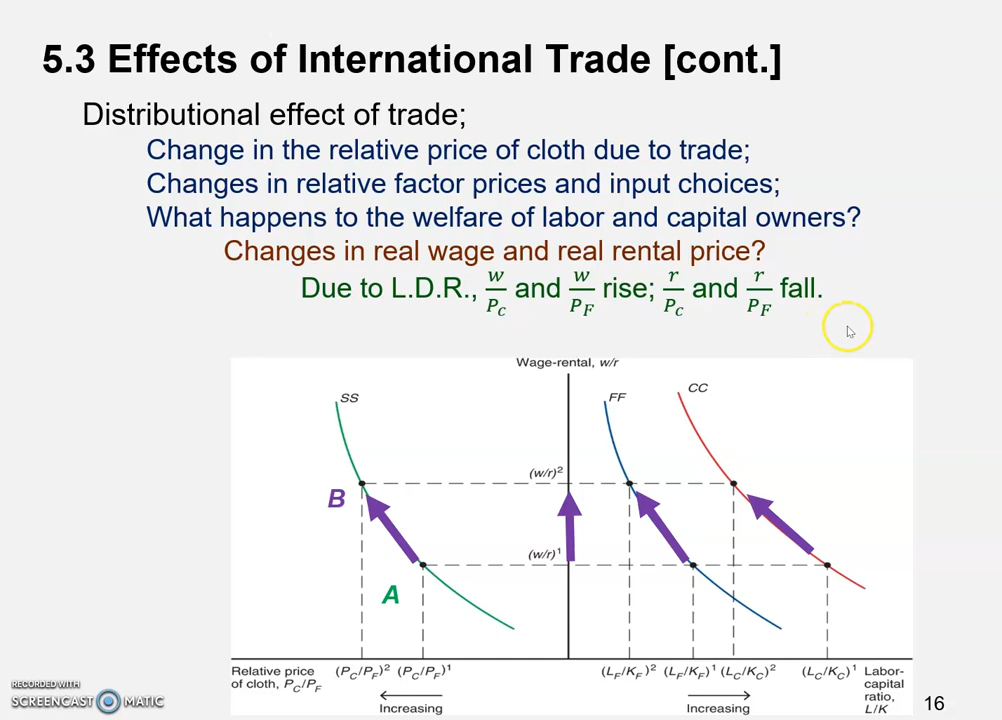 5.3 Effects of International Trade [cont.]
Distributional effect of trade;
Change in the relative price of cloth due to trade;
Changes in relative factor prices and input choices;
What happens to the welfare of labor and capital owners?
Changes in real wage and real rental price?
Due to L.D.R., w/P_C and w/P_F rise; r/P_C and r/P_F fall.
Wage-rental, w/r
SS
FF
CC
(w/r)²
B
(w/r)¹
A
Relative price of cloth, P_C/P_F
(P_C/P_F)² (P_C/P_F)¹
(L_F/K_F)² (L_F/K_F)¹ (L_C/K_C)² (L_C/K_C)¹
Labor-capital ratio, L/K
Increasing
Increasing
RECORDED WITH
SCREENCAST MATIC
16